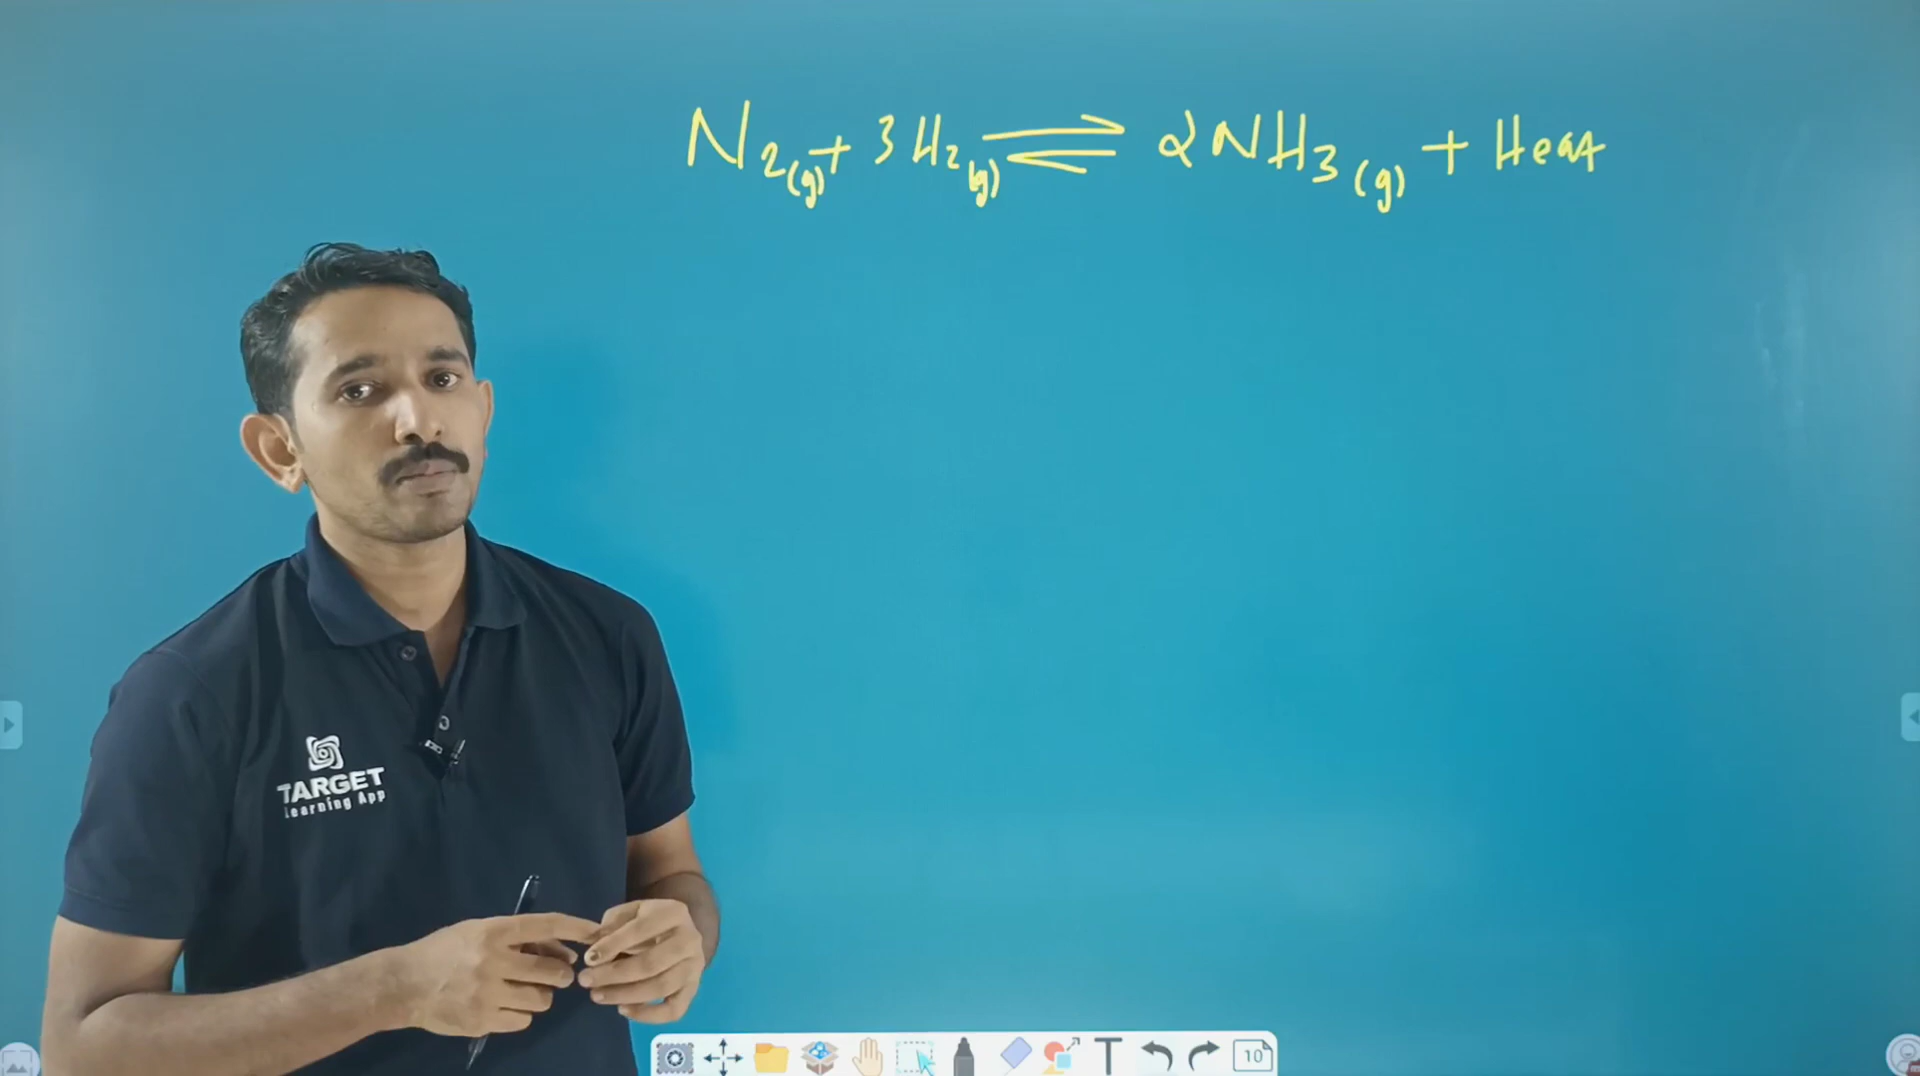 N2(g) + 3H2(g) ⇌ 2NH3(g) + Heat
TARGET
Learning App
T
10